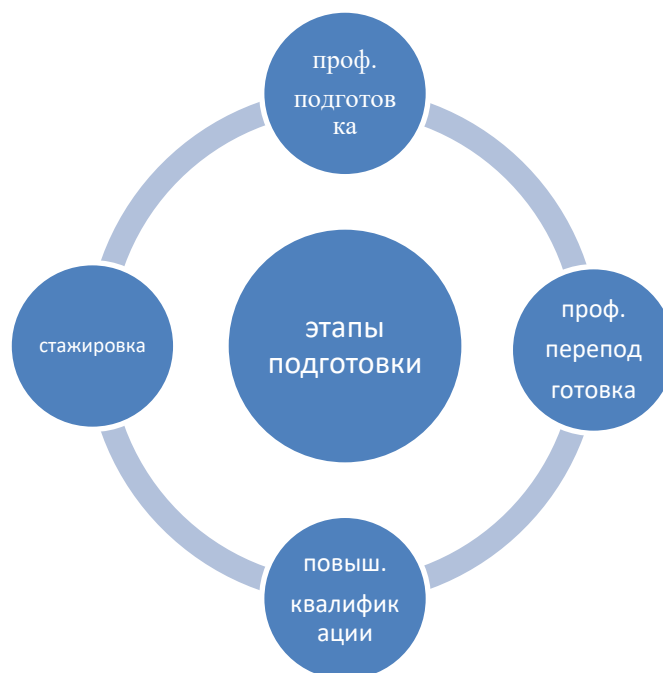 проф.
подготов
ка
этапы
подготовки
проф.
перепод
готовка
повыш.
квалифик
ации
стажировка